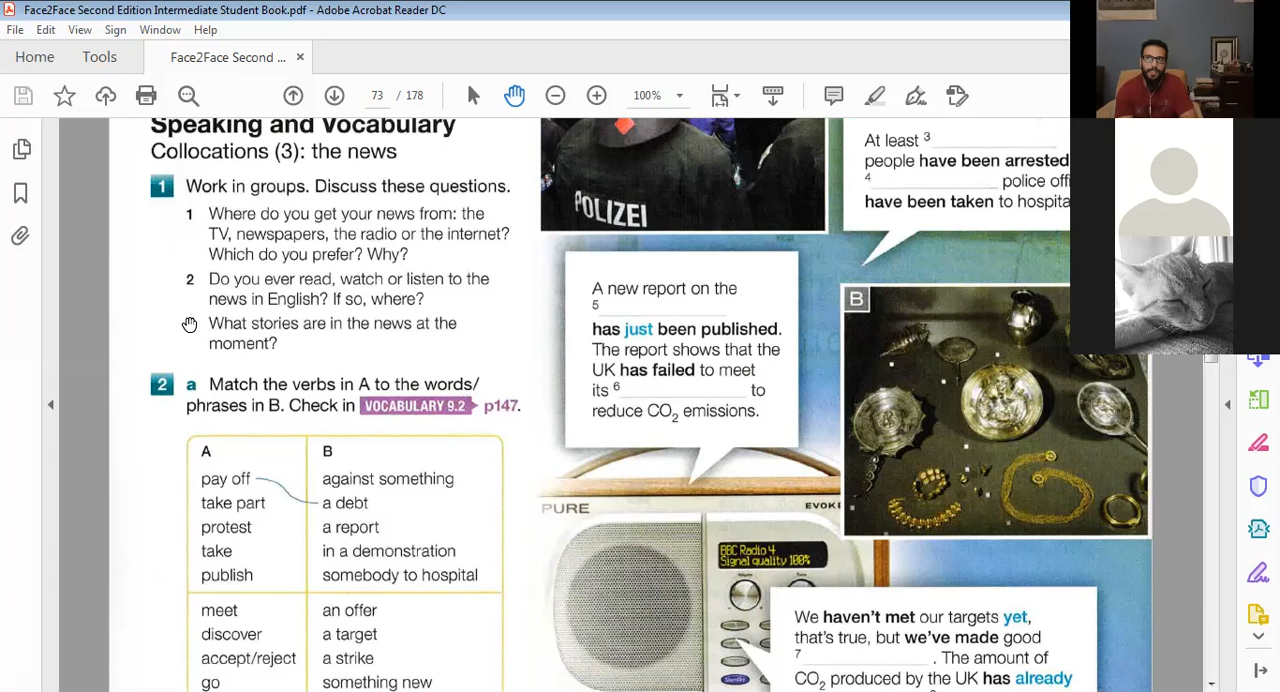 Face2Face Second Edition Intermediate Student Book.pdf - Adobe Acrobat Reader DC
File Edit View Sign Window Help
Home Tools Face2Face Second ... ×
73 / 178 100%
Speaking and Vocabulary
Collocations (3): the news
1 Work in groups. Discuss these questions.
1 Where do you get your news from: the
TV, newspapers, the radio or the internet?
Which do you prefer? Why?
2 Do you ever read, watch or listen to the
news in English? If so, where?
What stories are in the news at the
moment?
2 a Match the verbs in A to the words/
phrases in B. Check in VOCABULARY 9.2 p147.
A B
pay off against something
take part a debt
protest a report
take in a demonstration
publish somebody to hospital
meet an offer
discover a target
accept/reject a strike
go something new
POLIZEI
At least 3
people have been arrested
4 police offi
have been taken to hospita
A new report on the
5
has just been published.
The report shows that the
UK has failed to meet
its 6 to
reduce CO2 emissions.
B
PURE EVOKE
BBC Radio 4
Signal quality 100%
We haven't met our targets yet,
that's true, but we've made good
7 . The amount of
CO2 produced by the UK has already